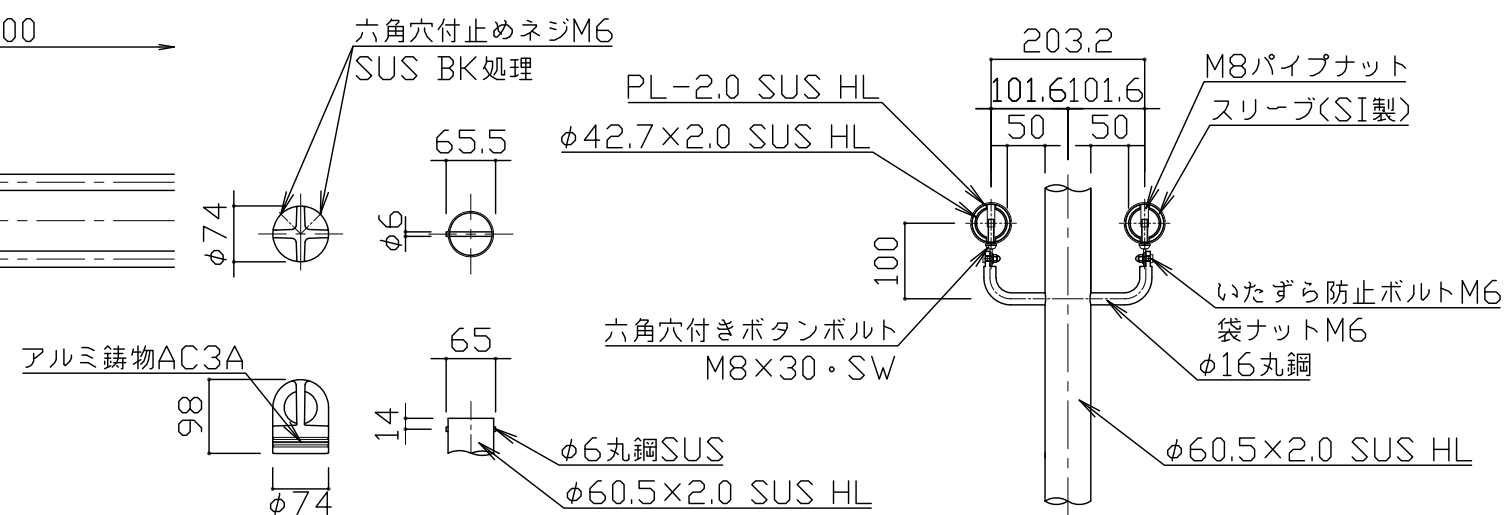 00
六角穴付止めネジM6
SUS BK処理
203.2
M8パイプナット
PL-2.0 SUS HL
101.6
101.6
スリーブ(SI製)
φ42.7×2.0 SUS HL
65.5
50
50
φ74
φ6
100
いたずら防止ボルトM6
袋ナットM6
六角穴付きボタンボルト
M8×30・SW
φ16丸鋼
アルミ鋳物AC3A
65
98
14
φ6丸鋼SUS
φ60.5×2.0 SUS HL
φ60.5×2.0 SUS HL
φ74